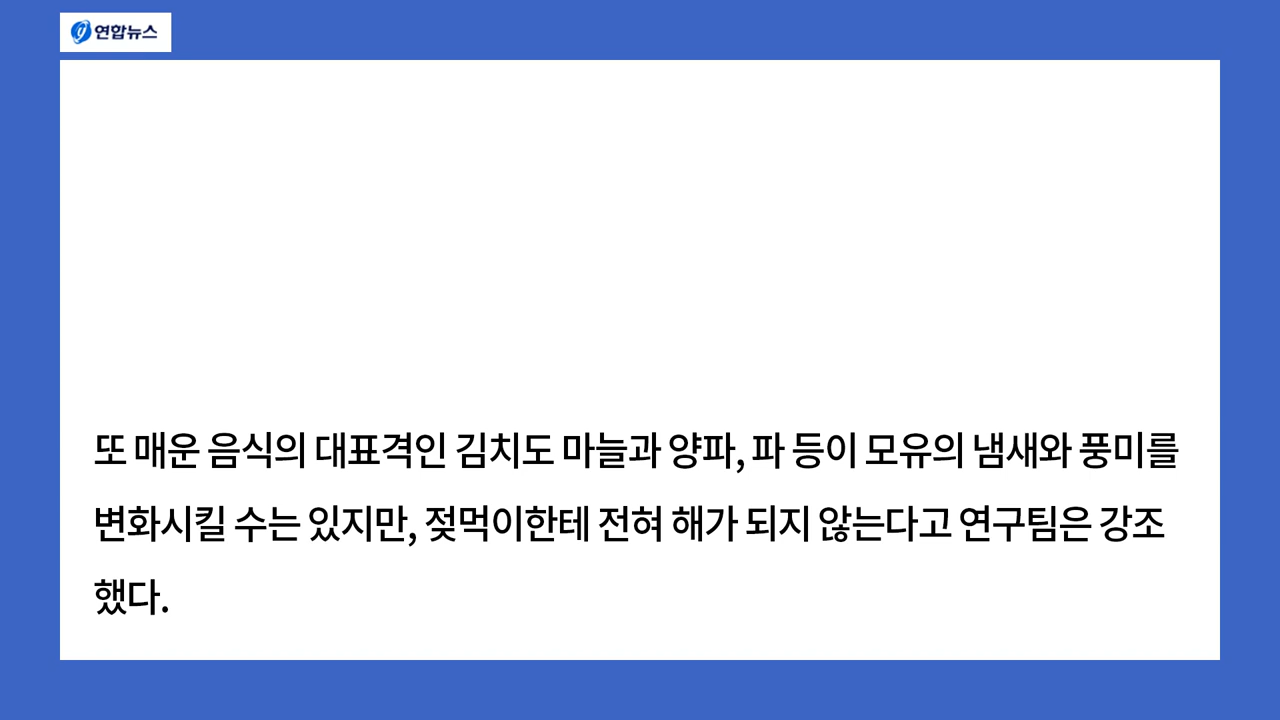 연합뉴스
또 매운 음식의 대표격인 김치도 마늘과 양파, 파 등이 모유의 냄새와 풍미를
변화시킬 수는 있지만, 젖먹이한테 전혀 해가 되지 않는다고 연구팀은 강조
했다.